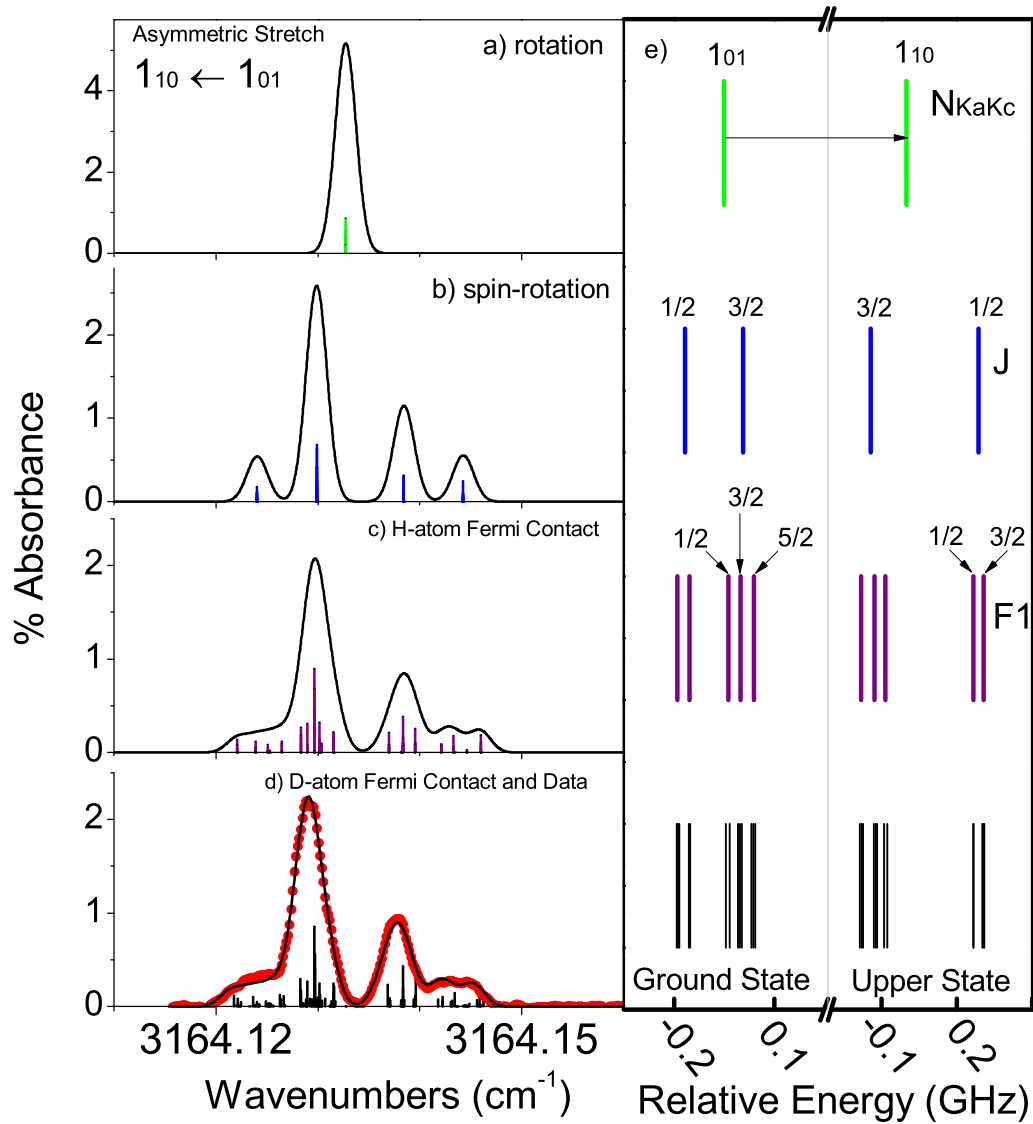 Asymmetric Stretch
1₁₀ ← 1₀₁
a) rotation
4
2
0
b) spin-rotation
2
1
0
c) H-atom Fermi Contact
2
1
0
d) D-atom Fermi Contact and Data
2
1
0
3164.12
3164.15
Wavenumbers (cm⁻¹)
% Absorbance
e)
1₀₁
1₁₀
NKaKc
1/2
3/2
3/2
1/2
J
3/2
1/2
5/2
1/2
3/2
F1
Ground State
Upper State
-0.2
0.1
-0.1
0.2
Relative Energy (GHz)